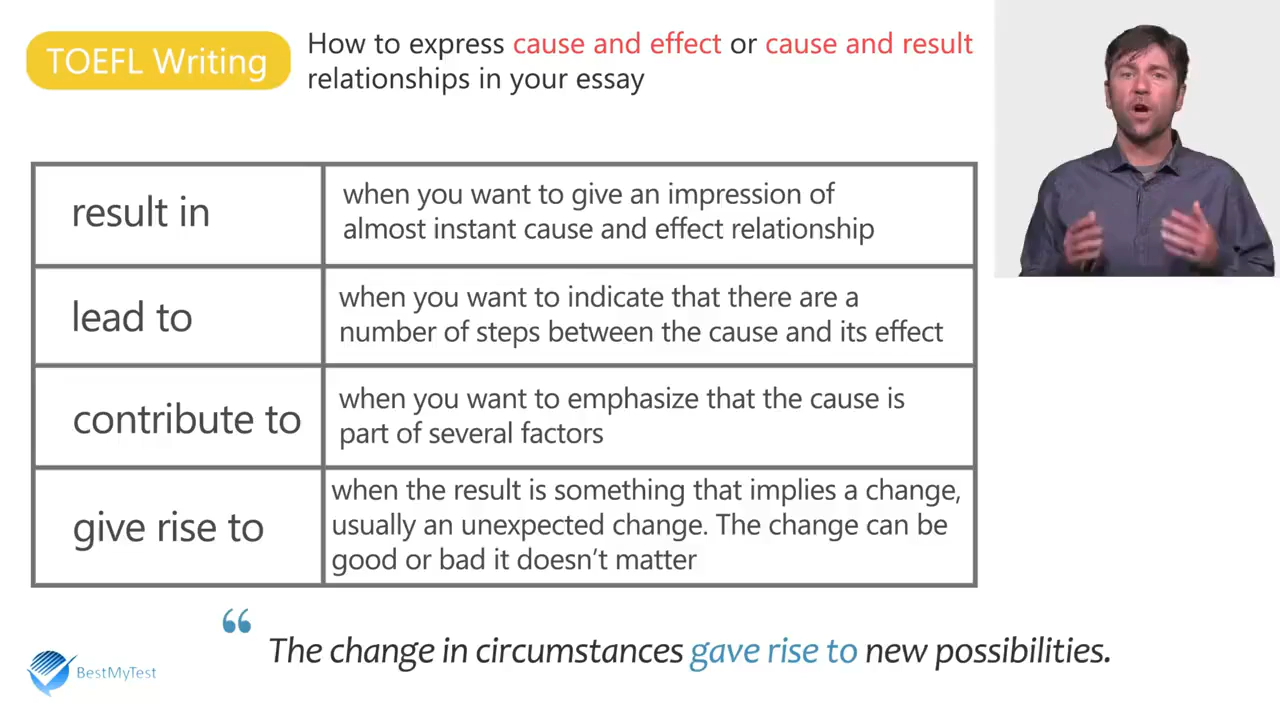 TOEFL Writing
How to express cause and effect or cause and result
relationships in your essay
result in
when you want to give an impression of
almost instant cause and effect relationship
lead to
when you want to indicate that there are a
number of steps between the cause and its effect
contribute to
when you want to emphasize that the cause is
part of several factors
give rise to
when the result is something that implies a change,
usually an unexpected change. The change can be
good or bad it doesn't matter
“ The change in circumstances gave rise to new possibilities.
BestMyTest